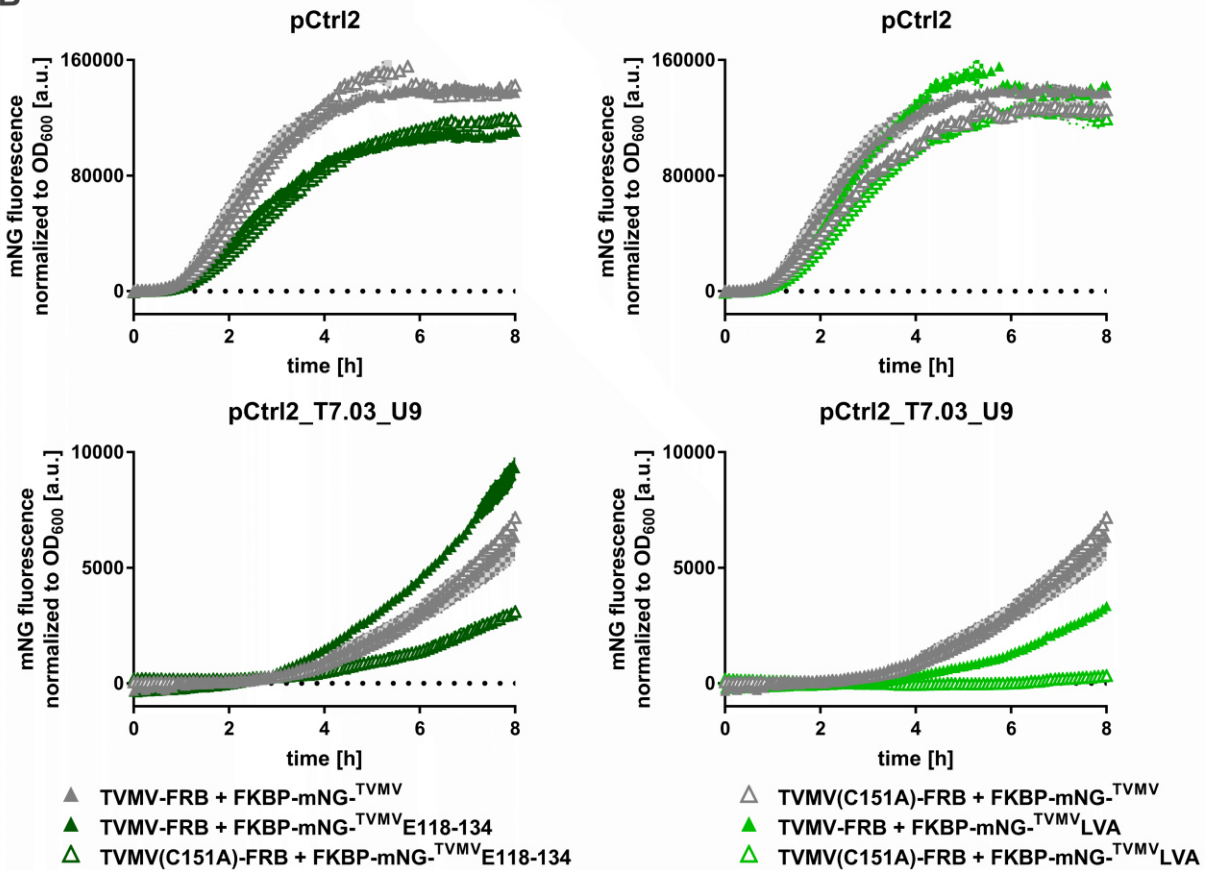 pCtrl2
pCtrl2
160000
80000
0
mNG fluorescence
normalized to OD600 [a.u.]
0 2 4 6 8
time [h]
160000
80000
0
mNG fluorescence
normalized to OD600 [a.u.]
0 2 4 6 8
time [h]
pCtrl2_T7.03_U9
pCtrl2_T7.03_U9
10000
5000
0
mNG fluorescence
normalized to OD600 [a.u.]
0 2 4 6 8
time [h]
10000
5000
0
mNG fluorescence
normalized to OD600 [a.u.]
0 2 4 6 8
time [h]
TVMV-FRB + FKBP-mNG-TVMV
TVMV-FRB + FKBP-mNG-TVMVE118-134
TVMV(C151A)-FRB + FKBP-mNG-TVMVE118-134
TVMV(C151A)-FRB + FKBP-mNG-TVMV
TVMV-FRB + FKBP-mNG-TVMVLVA
TVMV(C151A)-FRB + FKBP-mNG-TVMVLVA